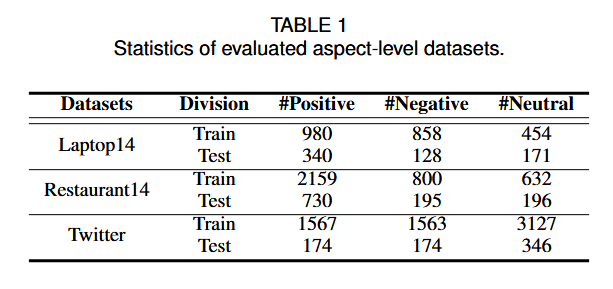 TABLE 1
Statistics of evaluated aspect-level datasets.
Datasets Division #Positive #Negative #Neutral
Laptop14 Train 980 858 454
Test 340 128 171
Restaurant14 Train 2159 800 632
Test 730 195 196
Twitter Train 1567 1563 3127
Test 174 174 346